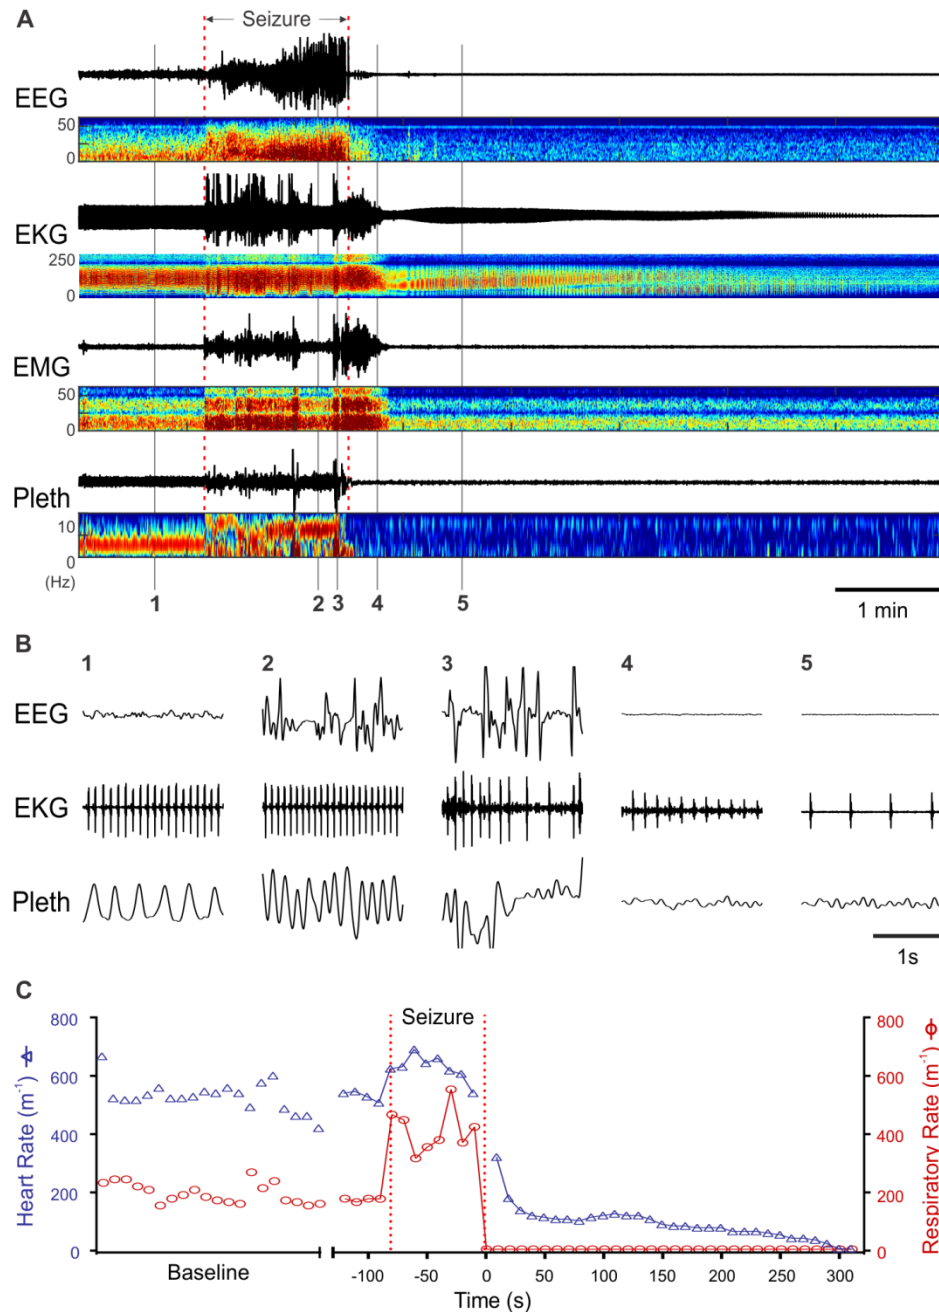 A
Seizure
EEG
50
0
EKG
250
0
EMG
50
0
Pleth
10
0
(Hz)
1 2 3 4 5
1 min
B
1 2 3 4 5
EEG
EKG
Pleth
1s
C
800 Seizure 800
600 600
400 400
200 200
0 0
Heart Rate (m⁻¹)
Respiratory Rate (m⁻¹)
Baseline -100 -50 0 50 100 150 200 250 300
Time (s)